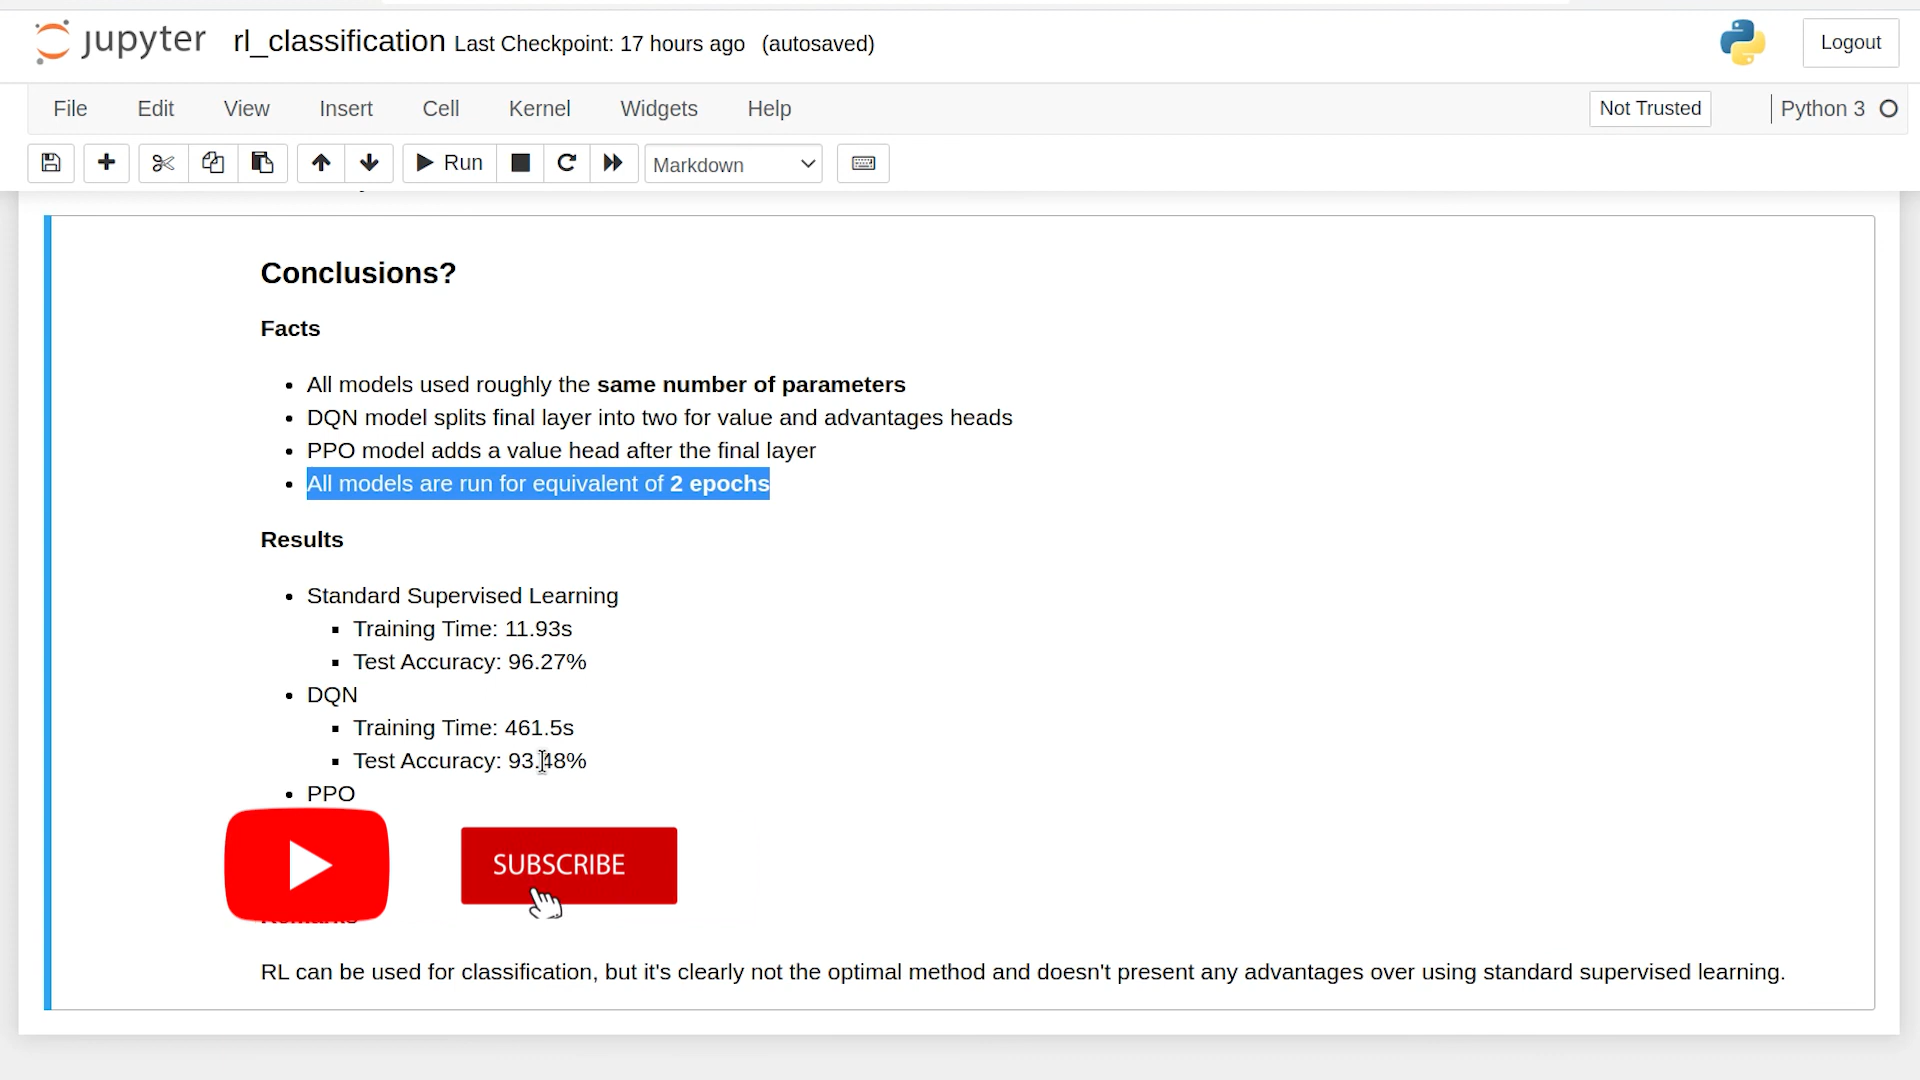 jupyter rl_classification Last Checkpoint: 17 hours ago (autosaved) Logout
File Edit View Insert Cell Kernel Widgets Help Not Trusted Python 3
Run Markdown
Conclusions?
Facts
• All models used roughly the same number of parameters
• DQN model splits final layer into two for value and advantages heads
• PPO model adds a value head after the final layer
• All models are run for equivalent of 2 epochs
Results
• Standard Supervised Learning
▪ Training Time: 11.93s
▪ Test Accuracy: 96.27%
• DQN
▪ Training Time: 461.5s
▪ Test Accuracy: 93.48%
• PPO
SUBSCRIBE
RL can be used for classification, but it's clearly not the optimal method and doesn't present any advantages over using standard supervised learning.